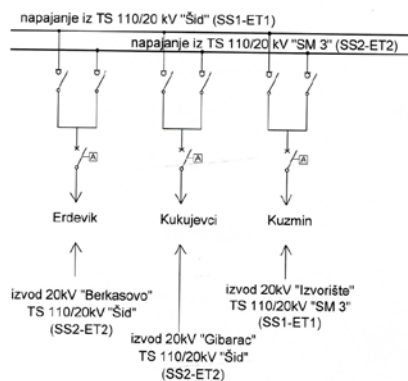 napajanje iz TS 110/20 kV "Šid" (SS1-ET1)
napajanje iz TS 110/20 kV "SM 3" (SS2-ET2)
A
A
A
Erdevik
Kukujevci
Kuzmin
izvod 20kV "Berkasovo"
TS 110/20kV "Šid"
(SS2-ET2)
izvod 20kV "Gibarac"
TS 110/20kV "Šid"
(SS2-ET2)
izvod 20kV "Izvorište"
TS 110/20kV "SM 3"
(SS1-ET1)